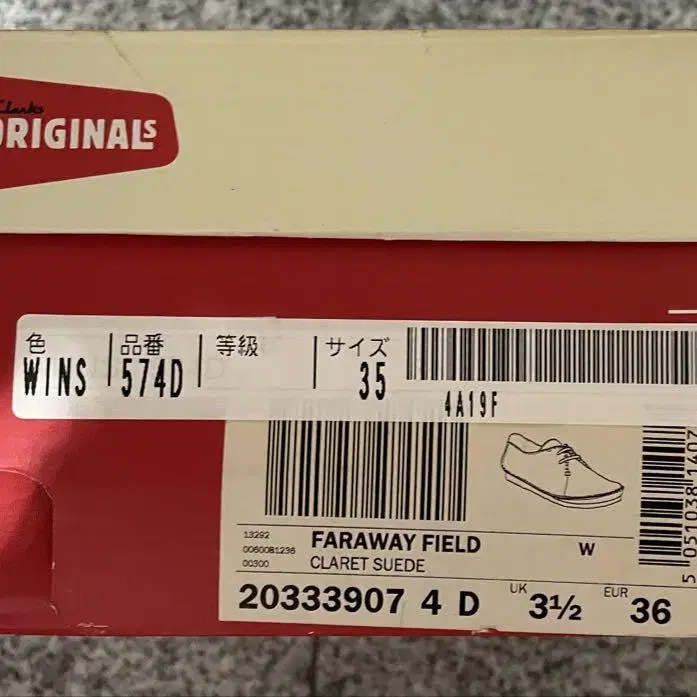 Clarks
ORIGINALS
色 品番 等級 サイズ
WINS 574D 35
4A19F
13292
0060081236
00300
FARAWAY FIELD W
CLARET SUEDE
20333907 4 D UK 3½ EUR 36
5 051038 1407